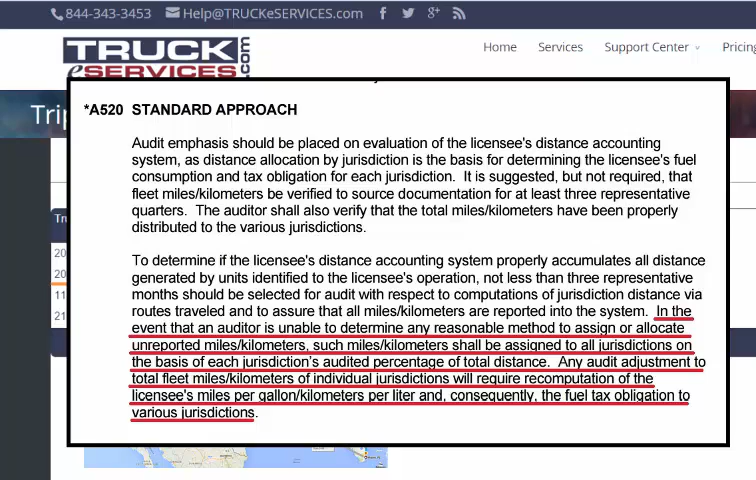 844-343-3453 Help@TRUCKeSERVICES.com
TRUCK
eSERVICES.com
Home Services Support Center Pricing
*A520 STANDARD APPROACH
Audit emphasis should be placed on evaluation of the licensee's distance accounting
system, as distance allocation by jurisdiction is the basis for determining the licensee's fuel
consumption and tax obligation for each jurisdiction. It is suggested, but not required, that
fleet miles/kilometers be verified to source documentation for at least three representative
quarters. The auditor shall also verify that the total miles/kilometers have been properly
distributed to the various jurisdictions.
To determine if the licensee's distance accounting system properly accumulates all distance
generated by units identified to the licensee's operation, not less than three representative
months should be selected for audit with respect to computations of jurisdiction distance via
routes traveled and to assure that all miles/kilometers are reported into the system. In the
event that an auditor is unable to determine any reasonable method to assign or allocate
unreported miles/kilometers, such miles/kilometers shall be assigned to all jurisdictions on
the basis of each jurisdiction's audited percentage of total distance. Any audit adjustment to
total fleet miles/kilometers of individual jurisdictions will require recomputation of the
licensee's miles per gallon/kilometers per liter and, consequently, the fuel tax obligation to
various jurisdictions.